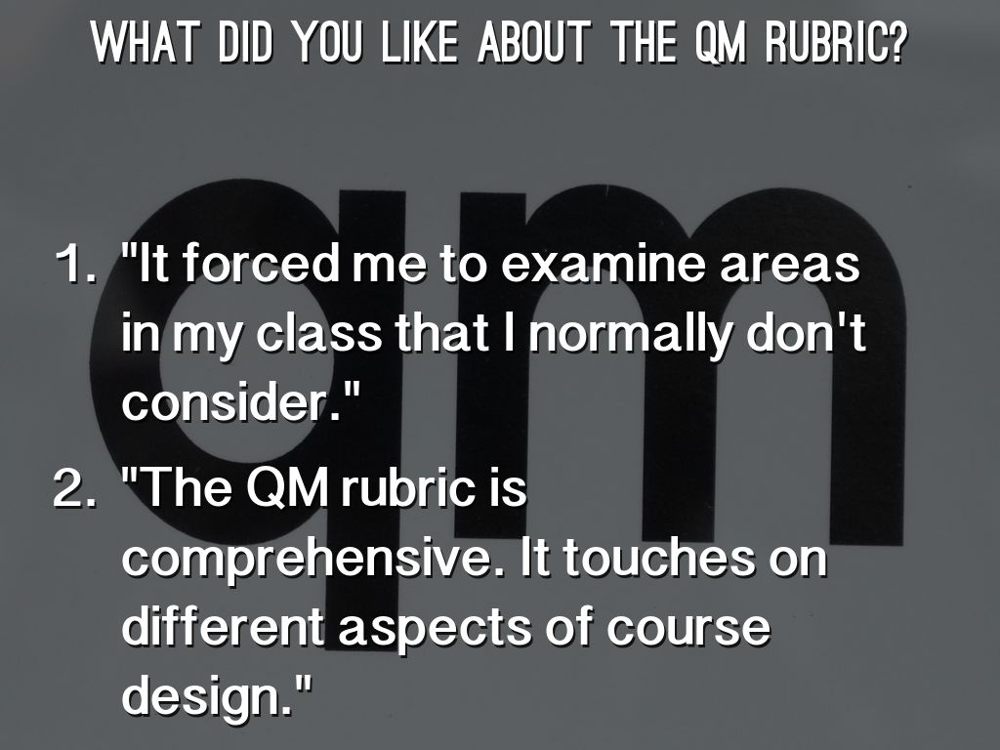 WHAT DID YOU LIKE ABOUT THE QM RUBRIC?
qm
1. "It forced me to examine areas
in my class that I normally don't
consider."
2. "The QM rubric is
comprehensive. It touches on
different aspects of course
design."